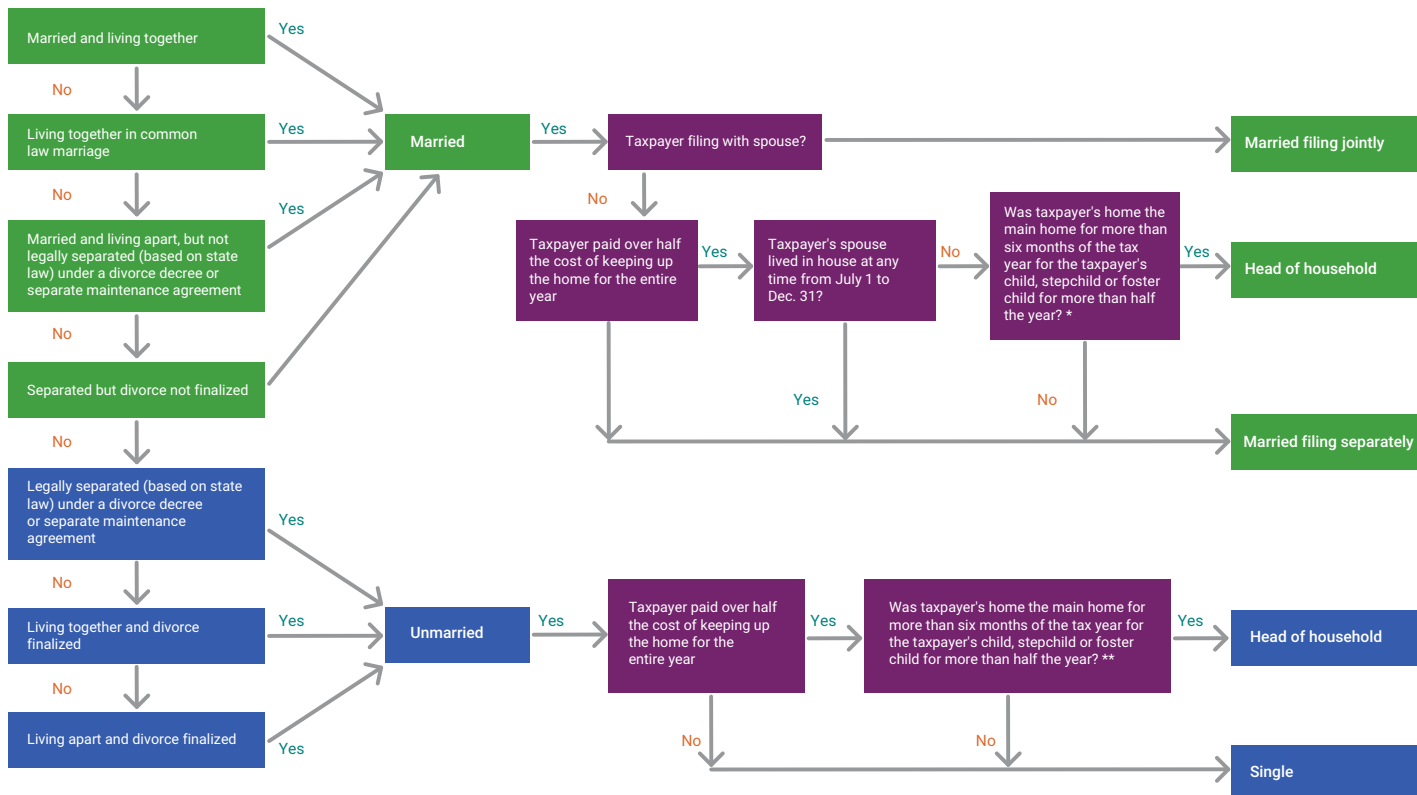 Married and living together
Yes
No
Living together in common
law marriage
Yes
No
Married and living apart, but not
legally separated (based on state
law) under a divorce decree or
separate maintenance agreement
Yes
No
Separated but divorce not finalized
No
Legally separated (based on state
law) under a divorce decree
or separate maintenance
agreement
Yes
No
Living together and divorce
finalized
Yes
No
Living apart and divorce finalized
Yes
Married
Yes
Taxpayer filing with spouse?
Married filing jointly
No
Taxpayer paid over half
the cost of keeping up
the home for the entire
year
Yes
Taxpayer's spouse
lived in house at any
time from July 1 to
Dec. 31?
No
Was taxpayer's home the
main home for more than
six months of the tax
year for the taxpayer's
child, stepchild or foster
child for more than half
the year? *
Yes
Head of household
Yes
No
Married filing separately
Unmarried
Yes
Taxpayer paid over half
the cost of keeping up
the home for the
entire year
Yes
Was taxpayer's home the main home for
more than six months of the tax year for
the taxpayer's child, stepchild or foster
child for more than half the year? **
Yes
Head of household
No
No
Single